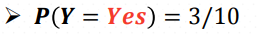 ➢ P(Y = Yes) = 3/10